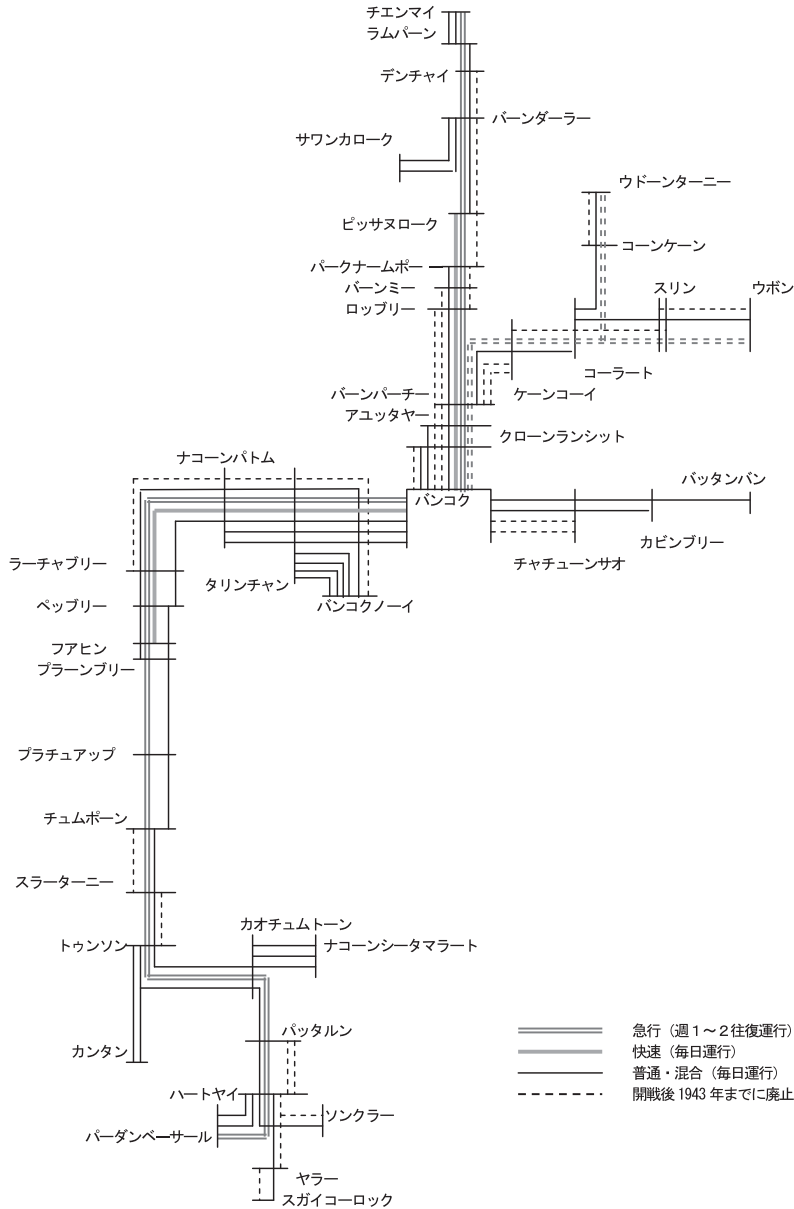 チエンマイ
ラムパーン
デンチャイ
バーンダーラー
サワンカローク
ウドーンターニー
ピッサヌローク
コーンケーン
パークナームポー
バーンミー
スリン
ウボン
ロッブリー
コーラート
バーンパーチー
ケーンコーイ
アユッタヤー
クローンランシット
ナコーンパトム
バッタンバン
バンコク
カビンブリー
ラーチャブリー
チャチューンサオ
タリンチャン
ペッブリー
バンコクノーイ
フアヒン
プラーンブリー
プラチュアップ
チュムポーン
スラーターニー
カオチュムトーン
トゥンソン
ナコーンシータマラート
パッタルン
カンタン
ハートヤイ
ソンクラー
パーダンベーサール
ヤラー
スガイコーロック
急行（週１～２往復運行）
快速（毎日運行）
普通・混合（毎日運行）
開戦後 1943 年までに廃止